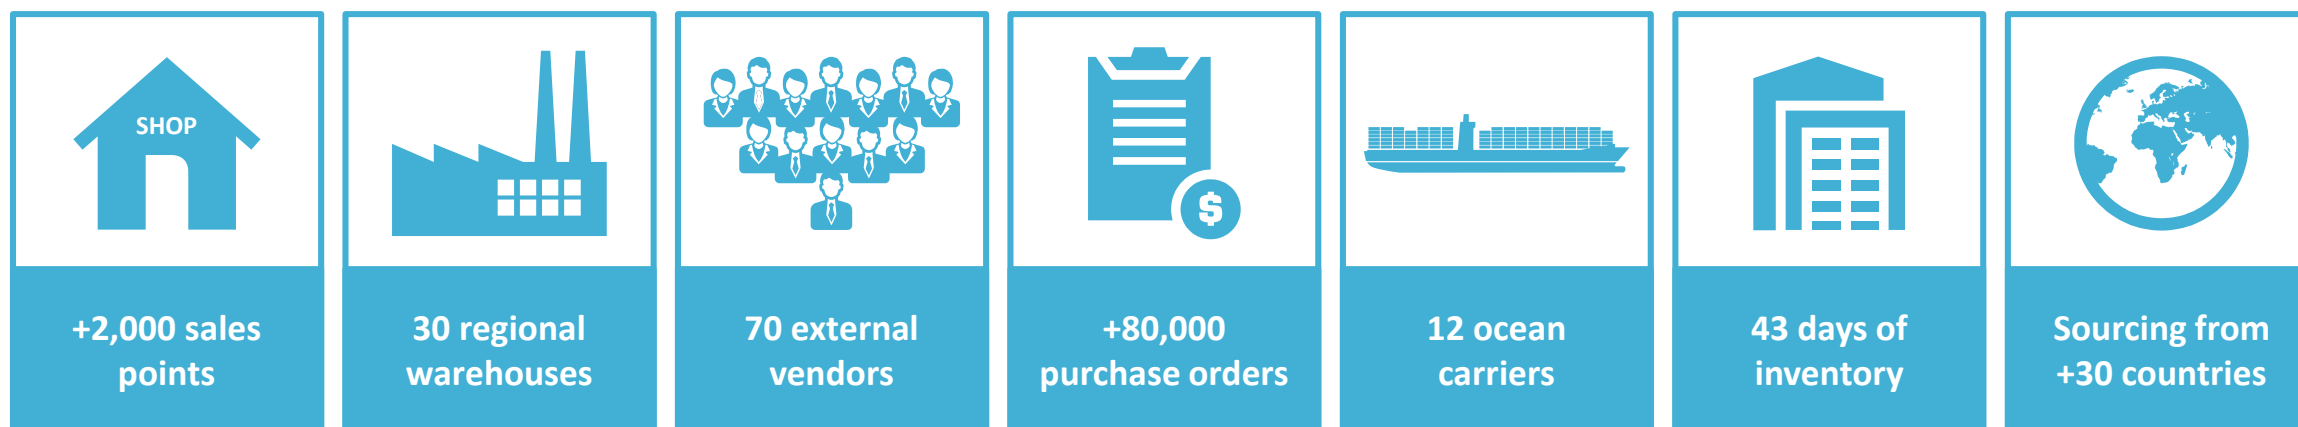 SHOP
+2,000 sales
points
30 regional
warehouses
70 external
vendors
$
+80,000
purchase orders
12 ocean
carriers
43 days of
inventory
Sourcing from
+30 countries